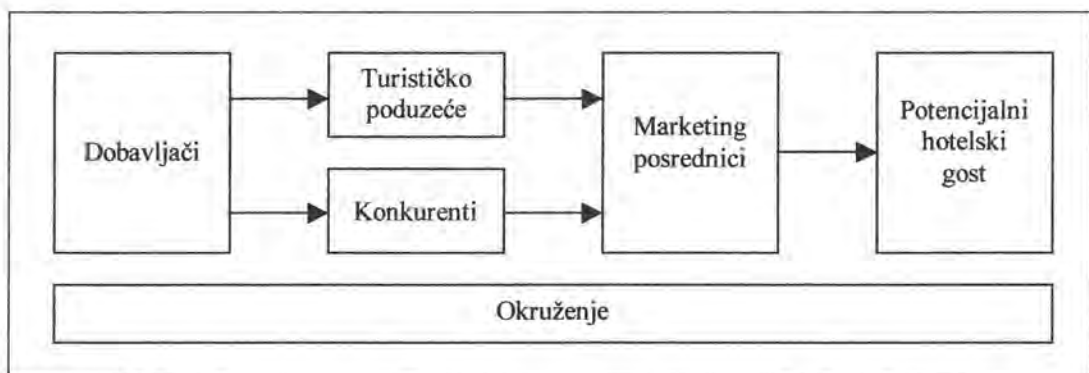 Dobavljači
Turističko
poduzeće
Konkurenti
Marketing
posrednici
Potencijalni
hotelski
gost
Okruženje